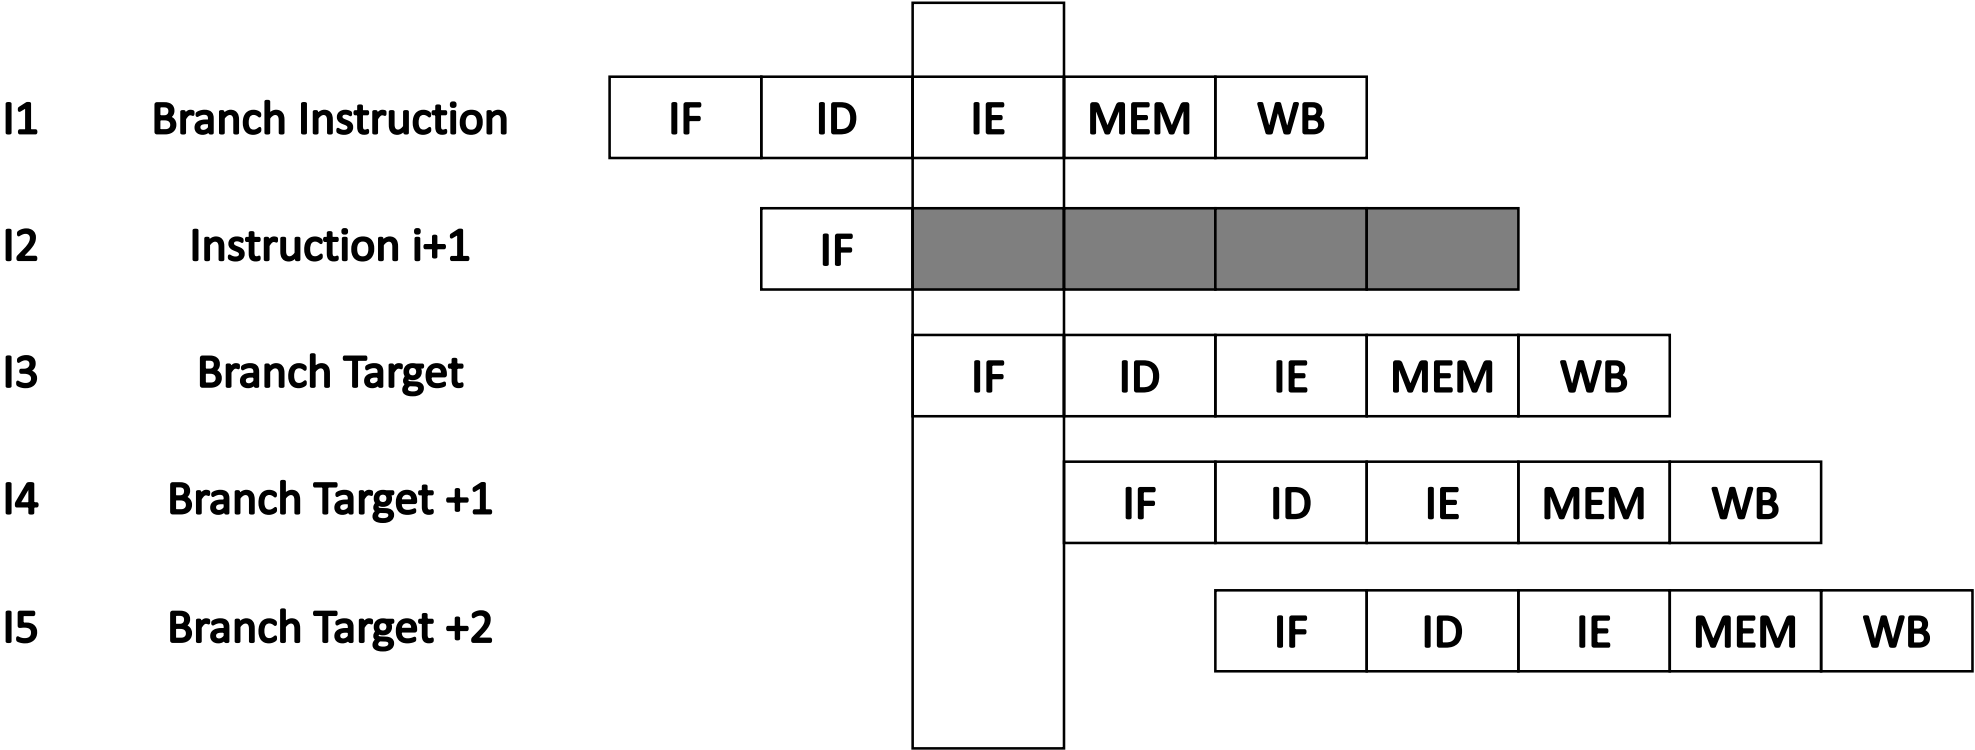 I1 Branch Instruction IF ID IE MEM WB
I2 Instruction i+1 IF
I3 Branch Target IF ID IE MEM WB
I4 Branch Target +1 IF ID IE MEM WB
I5 Branch Target +2 IF ID IE MEM WB